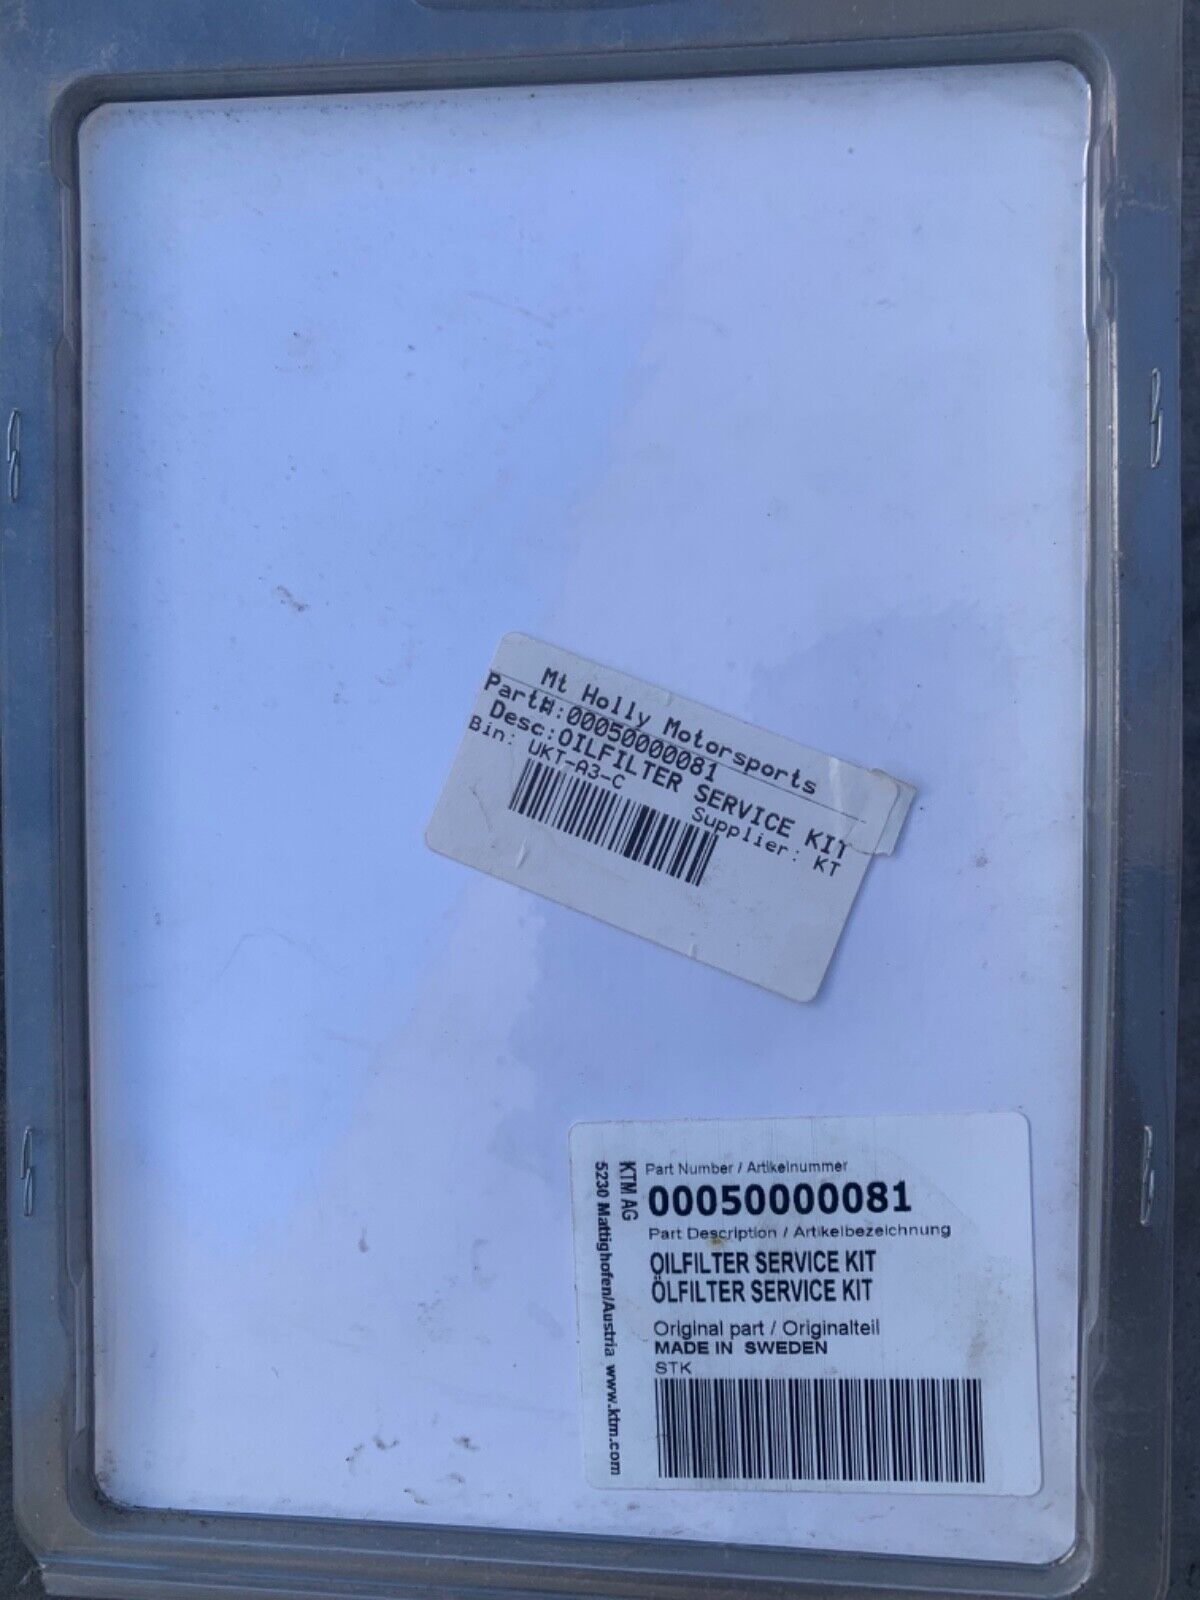 Mt Holly Motorsports
Part#:00050000081
Desc:OILFILTER SERVICE KIT
Bin: UKT-A3-C Supplier: KT
KTM AG
5230 Mattighofen/Austria www.ktm.com
Part Number / Artikelnummer
00050000081
Part Description / Artikelbezeichnung
OILFILTER SERVICE KIT
ÖLFILTER SERVICE KIT
Original part / Originalteil
MADE IN SWEDEN
STK